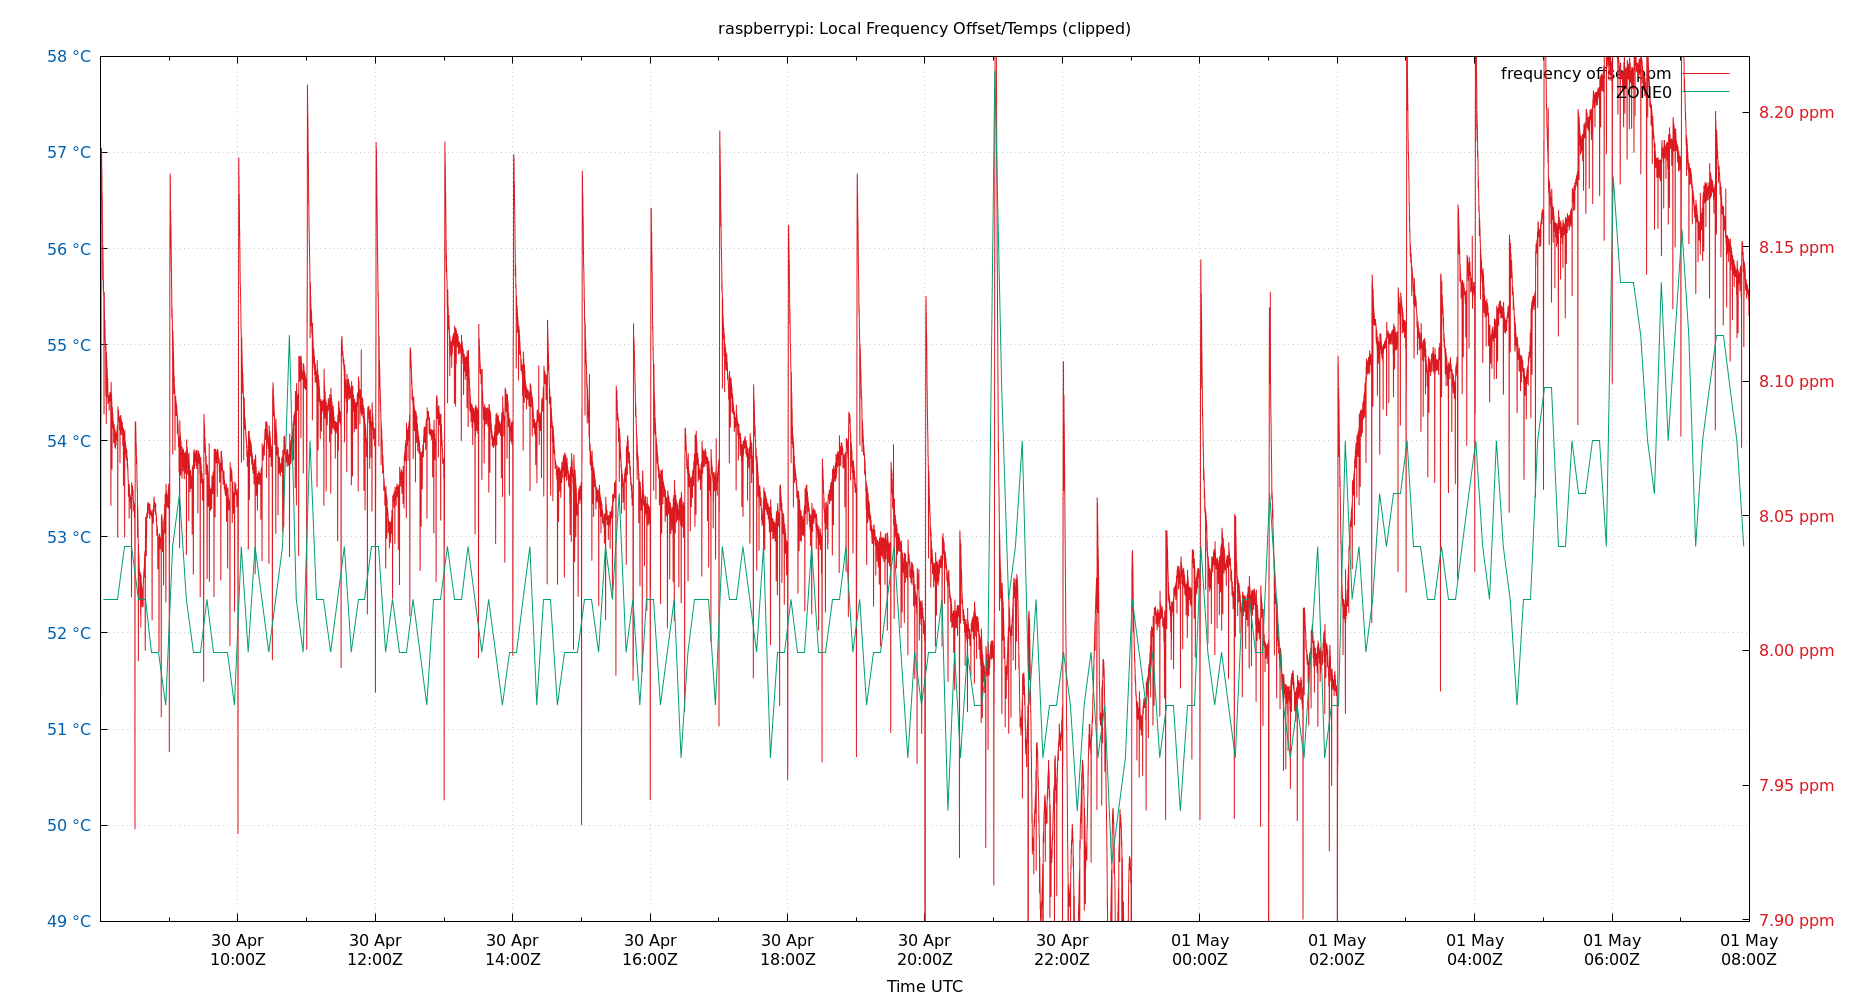 raspberrypi: Local Frequency Offset/Temps (clipped)
58 °C
57 °C
56 °C
55 °C
54 °C
53 °C
52 °C
51 °C
50 °C
49 °C
frequency offset ppm
ZONE0
8.20 ppm
8.15 ppm
8.10 ppm
8.05 ppm
8.00 ppm
7.95 ppm
7.90 ppm
30 Apr 30 Apr 30 Apr 30 Apr 30 Apr 30 Apr 30 Apr 01 May 01 May 01 May 01 May 01 May
10:00Z 12:00Z 14:00Z 16:00Z 18:00Z 20:00Z 22:00Z 00:00Z 02:00Z 04:00Z 06:00Z 08:00Z
Time UTC